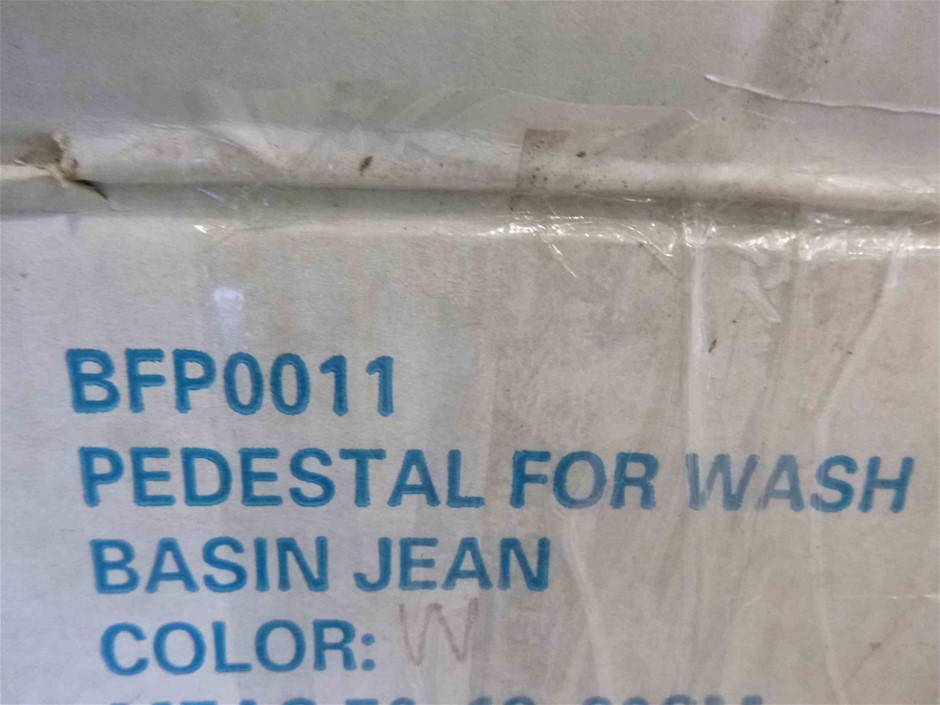 BFP0011
PEDESTAL FOR WASH
BASIN JEAN
COLOR: W